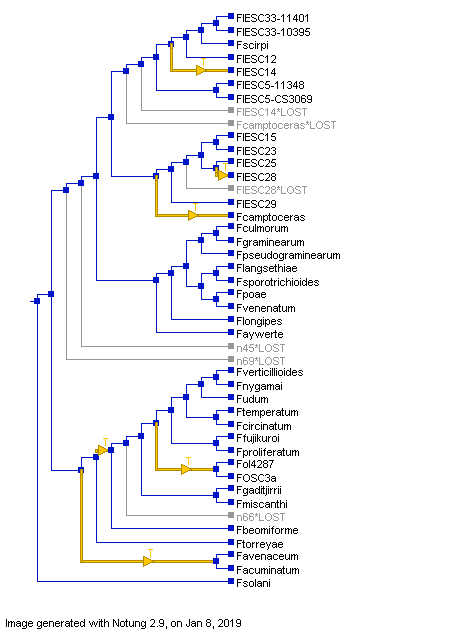 FIESC33-11401
FIESC33-10395
Fscirpi
FIESC12
T
FIESC14
FIESC5-11348
FIESC5-CS3069
FIESC14*LOST
Fcamptoceras*LOST
FIESC15
FIESC23
FIESC25
T
FIESC28
FIESC28*LOST
FIESC29
T
Fcamptoceras
Fculmorum
Fgraminearum
Fpseudograminearum
Flangsethiae
Fsporotrichioides
Fpoae
Fvenenatum
Flongipes
Faywerte
n45*LOST
n69*LOST
Fverticillioides
Fnygamai
Fudum
Ftemperatum
Fcircinatum
Ffujikuroi
T
Fproliferatum
T
Fol4287
FOSC3a
Fgaditjirrii
Fmiscanthi
n66*LOST
Fbeomiforme
Ftorreyae
T
Favenaceum
Facuminatum
Fsolani
Image generated with Notung 2.9, on Jan 8, 2019